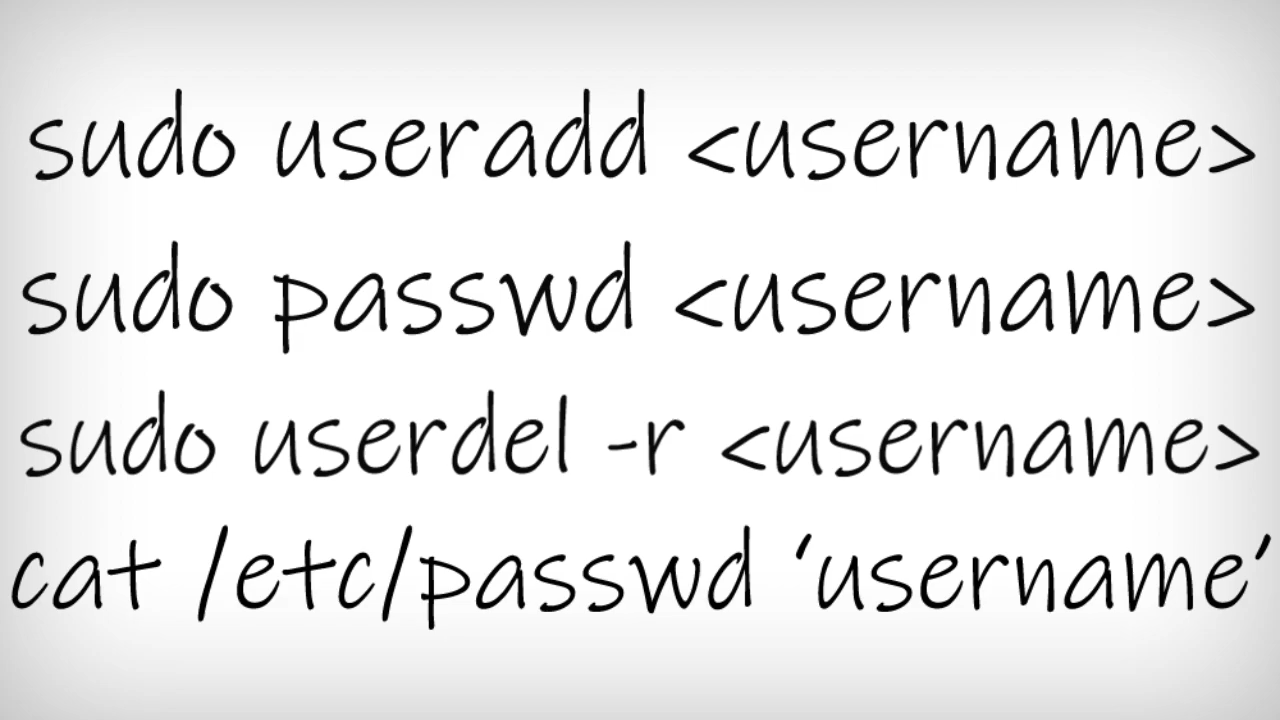 sudo useradd <username>
sudo passwd <username>
sudo userdel -r <username>
cat /etc/passwd ‘username’